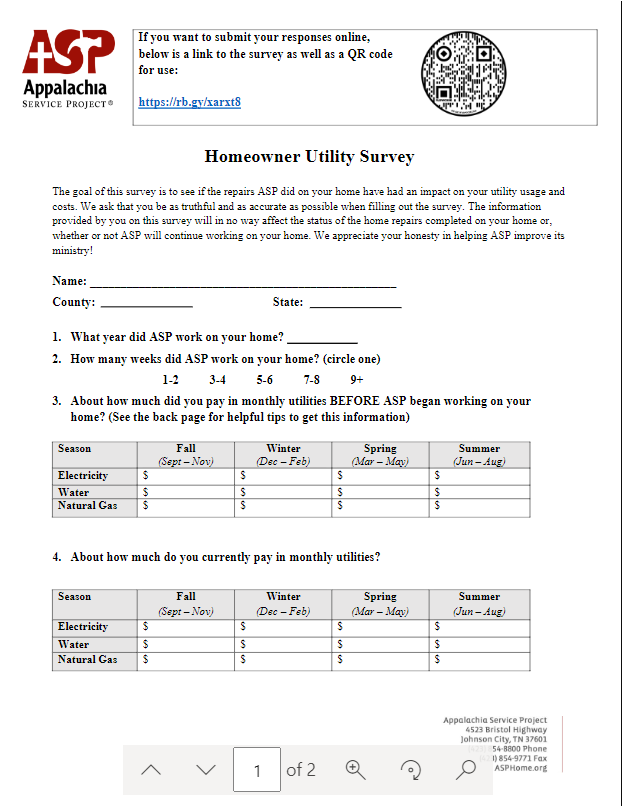 ASP
Appalachia
SERVICE PROJECT®
If you want to submit your responses online,
below is a link to the survey as well as a QR code
for use:
https://rb.gy/xarxt8
Homeowner Utility Survey
The goal of this survey is to see if the repairs ASP did on your home have had an impact on your utility usage and
costs. We ask that you be as truthful and as accurate as possible when filling out the survey. The information
provided by you on this survey will in no way affect the status of the home repairs completed on your home or,
whether or not ASP will continue working on your home. We appreciate your honesty in helping ASP improve its
ministry!
Name: ____________________
County: __________ State: __________
1. What year did ASP work on your home? __________
2. How many weeks did ASP work on your home? (circle one)
1-2 3-4 5-6 7-8 9+
3. About how much did you pay in monthly utilities BEFORE ASP began working on your
home? (See the back page for helpful tips to get this information)
Season Fall Winter Spring Summer
(Sept – Nov) (Dec – Feb) (Mar – May) (Jun – Aug)
Electricity $ $ $ $
Water $ $ $ $
Natural Gas $ $ $ $
4. About how much do you currently pay in monthly utilities?
Season Fall Winter Spring Summer
(Sept – Nov) (Dec – Feb) (Mar – May) (Jun – Aug)
Electricity $ $ $ $
Water $ $ $ $
Natural Gas $ $ $ $
Appalachia Service Project
4523 Bristol Highway
Johnson City, TN 37601
54-8800 Phone
854-9771 Fax
ASPHome.org
1 of 2